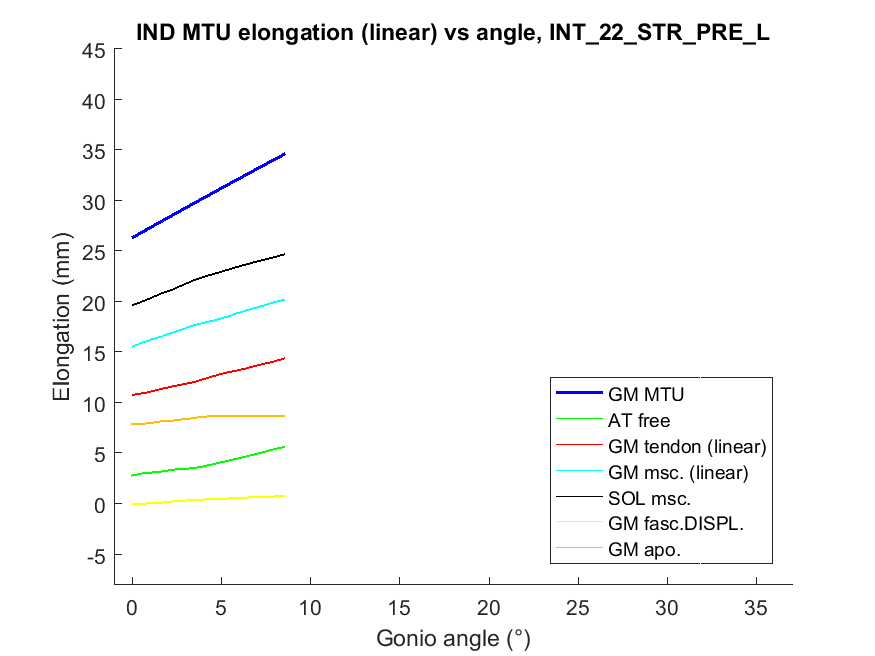 IND MTU elongation (linear) vs angle, INT_22_STR_PRE_L
45
40
35
30
25
20
15
10
5
0
-5
Elongation (mm)
GM MTU
AT free
GM tendon (linear)
GM msc. (linear)
SOL msc.
GM fasc.DISPL.
GM apo.
0 5 10 15 20 25 30 35
Gonio angle (°)